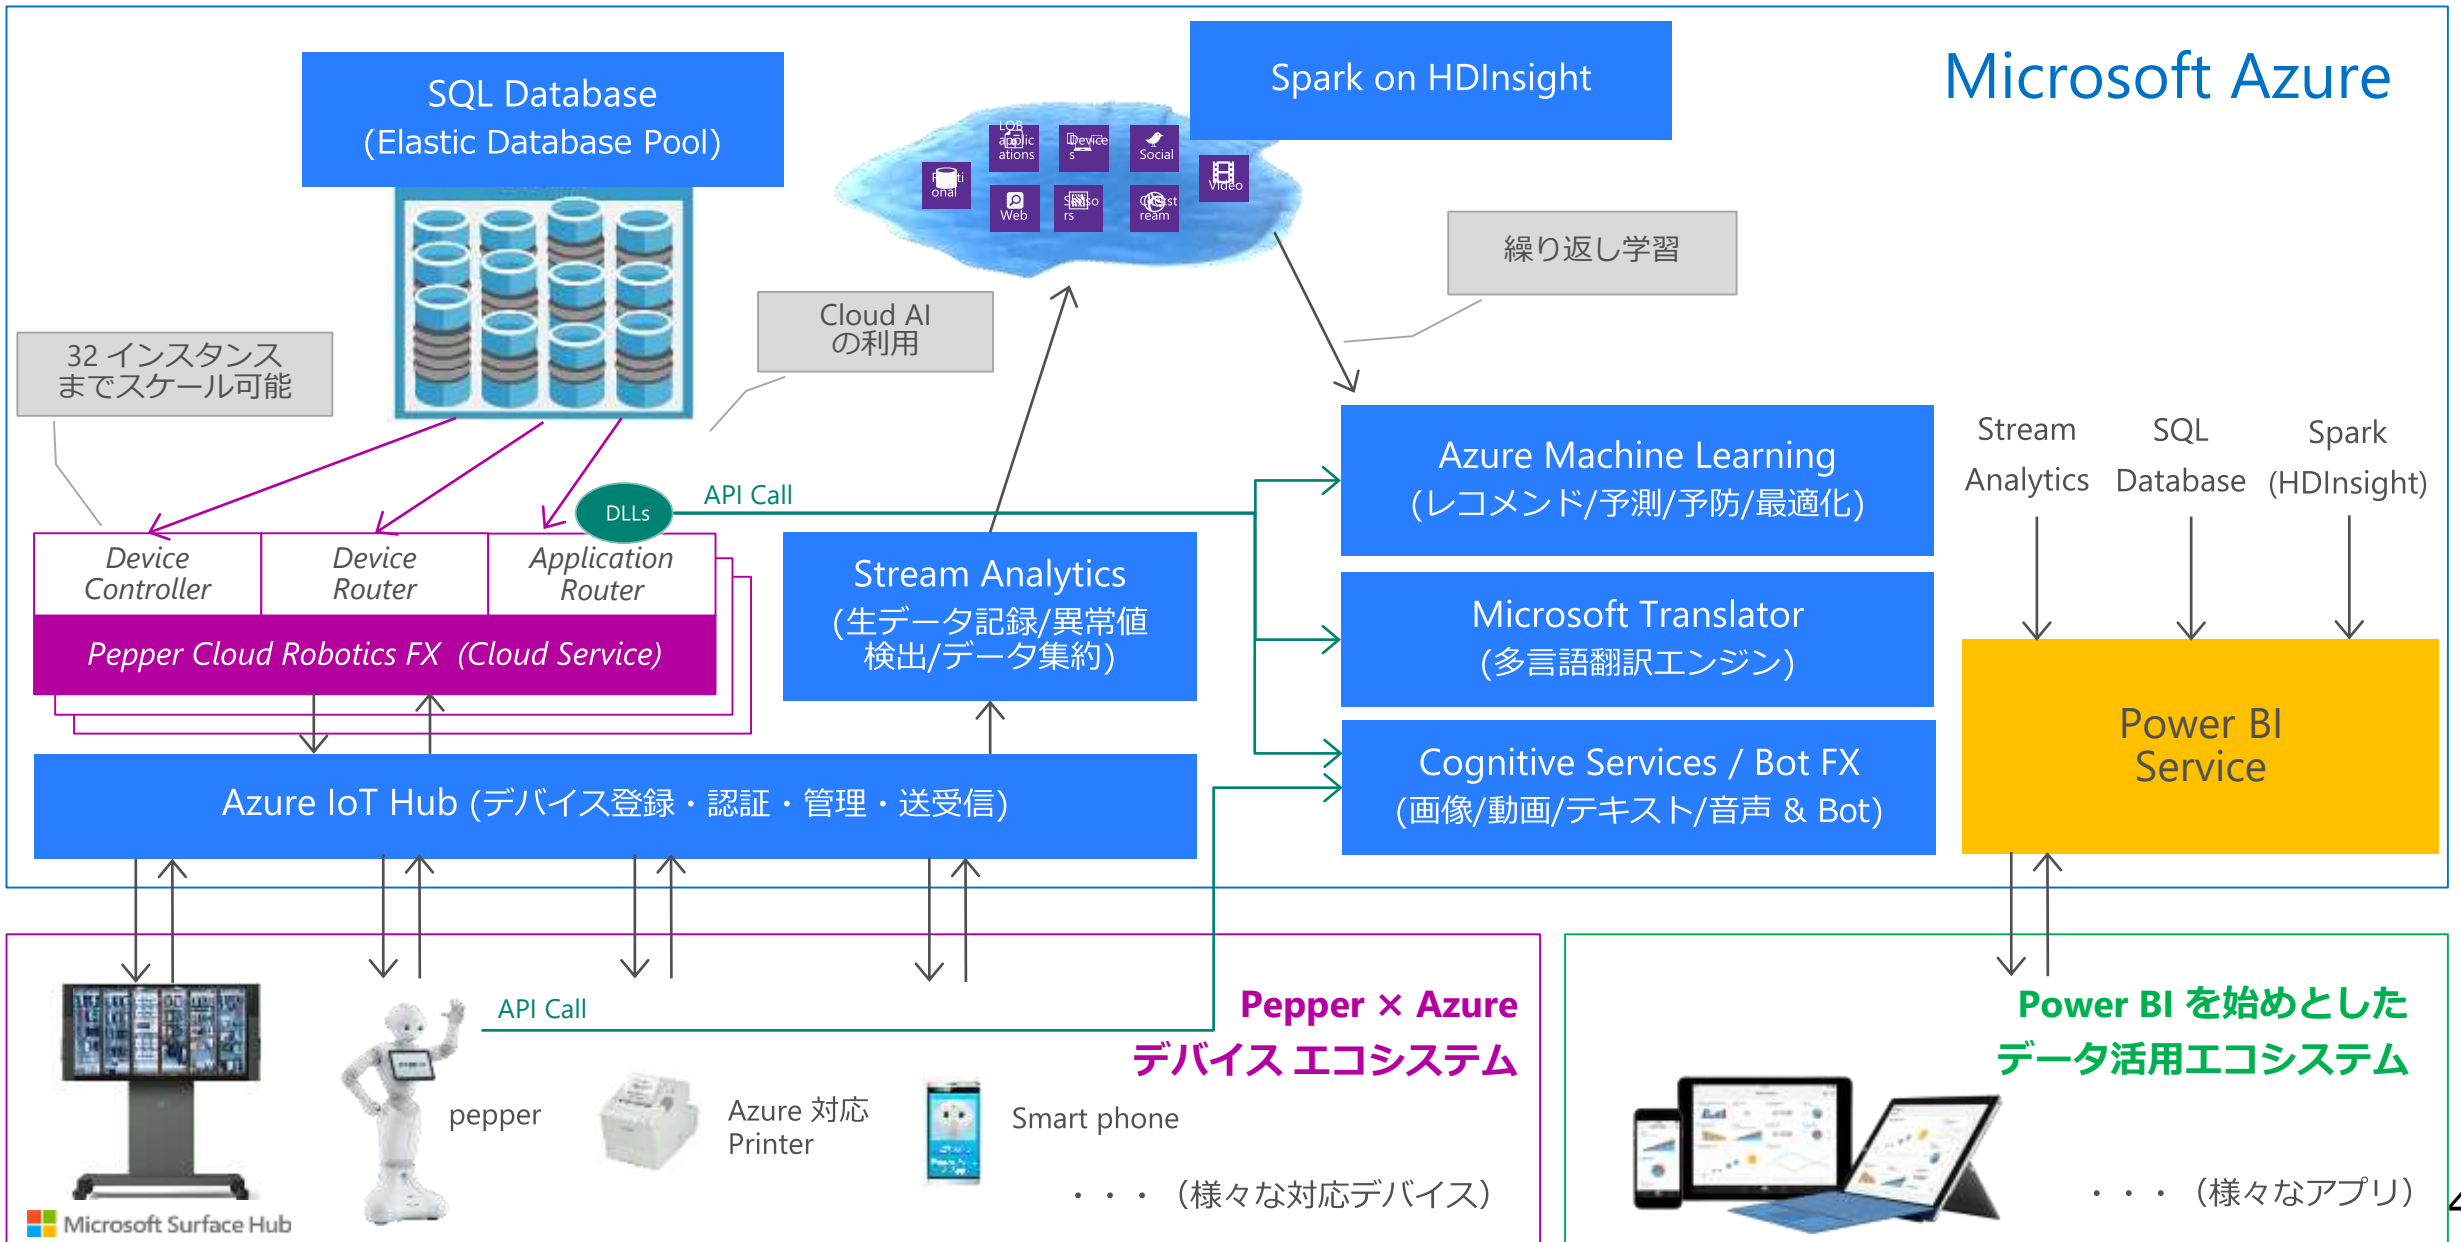 Microsoft Azure
SQL Database
(Elastic Database Pool)
Spark on HDInsight
LOB
applic
ations
Device
s
Social
onal
Web
rs
ream
Video
繰り返し学習
Cloud AI
の利用
32 インスタンス
までスケール可能
DLLs
API Call
Device
Controller
Device
Router
Application
Router
Pepper Cloud Robotics FX (Cloud Service)
Stream Analytics
(生データ記録/異常値
検出/データ集約)
Azure Machine Learning
(レコメンド/予測/予防/最適化)
Microsoft Translator
(多言語翻訳エンジン)
Cognitive Services / Bot FX
(画像/動画/テキスト/音声 & Bot)
Stream
Analytics
SQL
Database
Spark
(HDInsight)
Power BI
Service
Azure IoT Hub (デバイス登録・認証・管理・送受信)
API Call
Pepper × Azure
デバイス エコシステム
Microsoft Surface Hub
pepper
Azure 対応
Printer
Smart phone
・・・（様々な対応デバイス）
Power BI を始めとした
データ活用エコシステム
・・・（様々なアプリ）